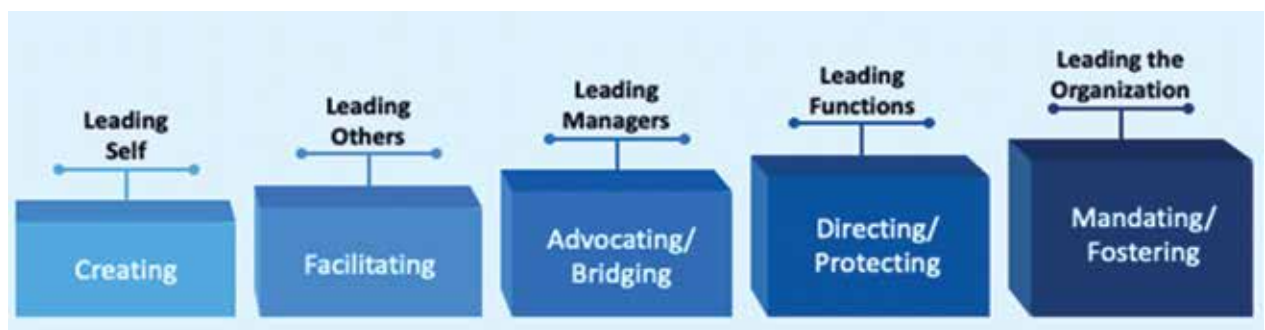 Leading
Self
Creating
Leading
Others
Facilitating
Leading
Managers
Advocating/
Bridging
Leading
Functions
Directing/
Protecting
Leading the
Organization
Mandating/
Fostering